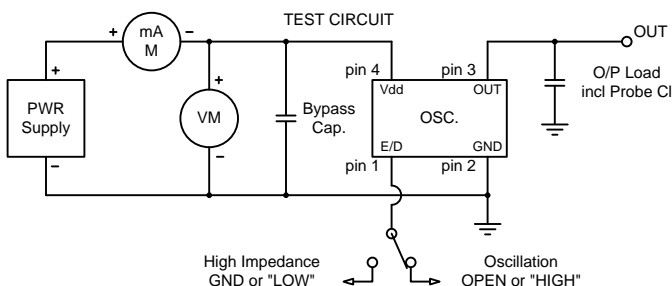 TEST CIRCUIT
OUT
+ mA M −
pin 4
pin 3
O/P Load
incl Probe Cl
+
PWR
Supply
−
+
VM
−
Bypass
Cap.
Vdd
OUT
OSC.
E/D
GND
pin 1
pin 2
High Impedance
GND or "LOW"
Oscillation
OPEN or "HIGH"